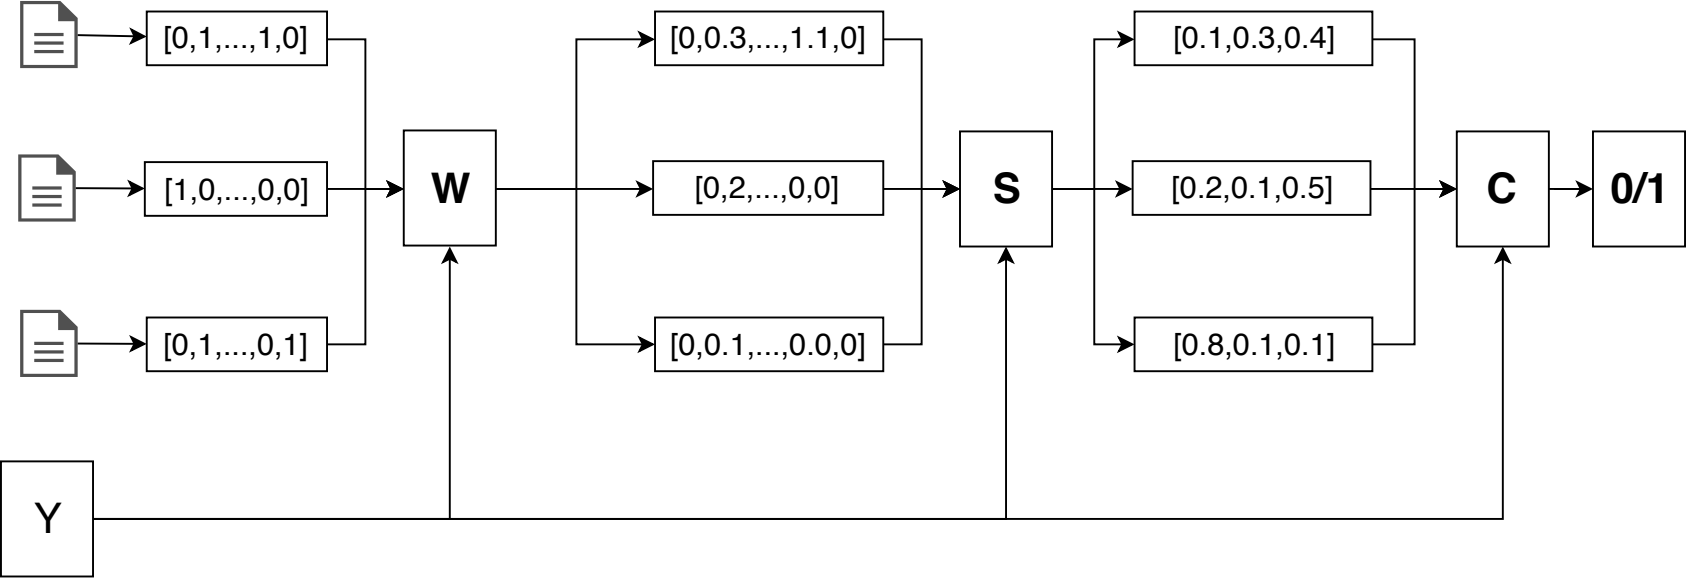 [0,1,...,1,0]
[0,0.3,...,1.1,0]
[0.1,0.3,0.4]
[1,0,...,0,0]
W
[0,2,...,0,0]
S
[0.2,0.1,0.5]
C
0/1
[0,1,...,0,1]
[0,0.1,...,0.0,0]
[0.8,0.1,0.1]
Y